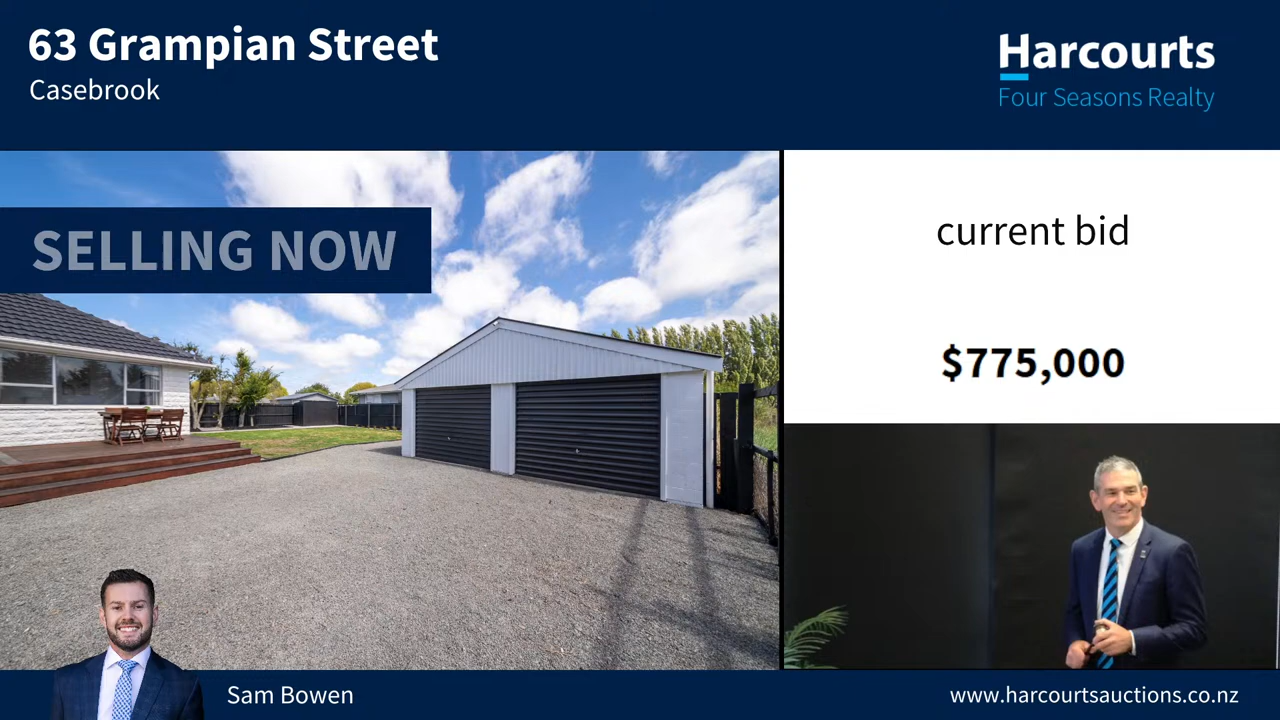 63 Grampian Street
Casebrook
Harcourts
Four Seasons Realty
SELLING NOW
current bid
$775,000
Sam Bowen
www.harcourtsauctions.co.nz